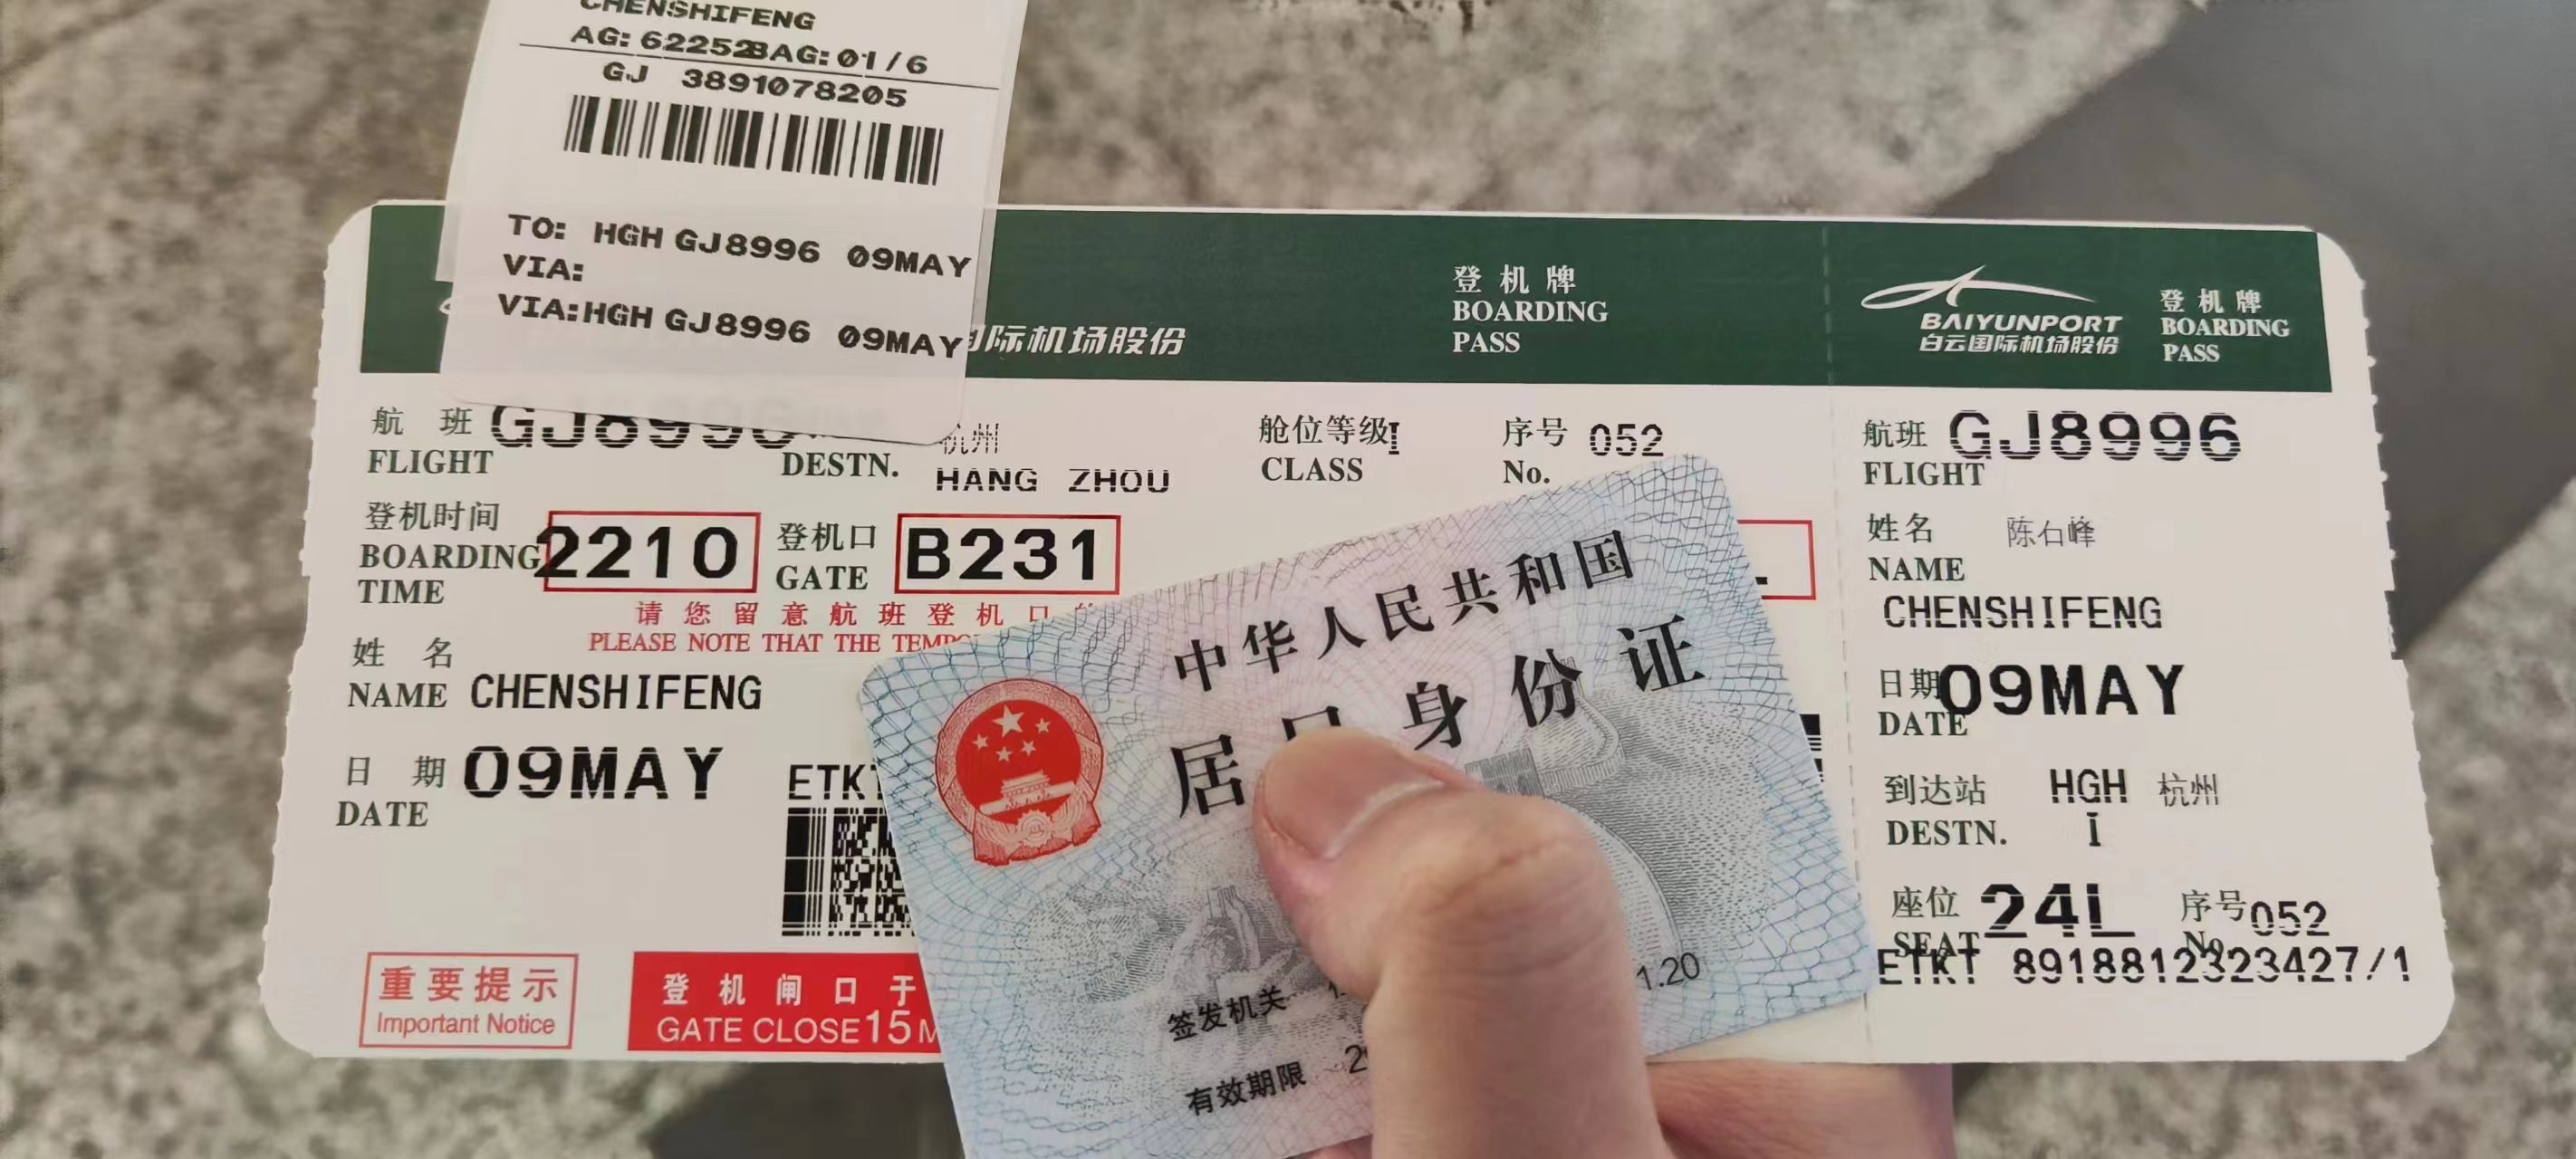 CHENSHIFENG
AG: 62252BAG: 01/6
GJ 3891078205
TO: HGH GJ8996 09MAY
VIA:
VIA:HGH GJ8996 09MAY
国际机场股份
登机牌
BOARDING
PASS
航 班 GJ8996
FLIGHT
DESTN.
杭州
HANG ZHOU
舱位等级I
CLASS
序号 052
No.
登机时间
BOARDING
TIME
2210
登机口
GATE
B231
请您留意航班登机口
PLEASE NOTE THAT THE
姓 名
NAME CHENSHIFENG
日 期 09MAY
DATE
ETKT
重要提示
Important Notice
登机闸口于
GATE CLOSE 15 M
中华人民共和国
居民身份证
签发机关
有效期限 2
1.20
BAIYUNPORT
白云国际机场股份
登机牌
BOARDING
PASS
航班 GJ8996
FLIGHT
姓名 陈石峰
NAME
CHENSHIFENG
日期 09MAY
DATE
到达站 HGH 杭州
DESTN. I
座位 24L 序号 052
SEAT No.
ETKT 8918812323427/1